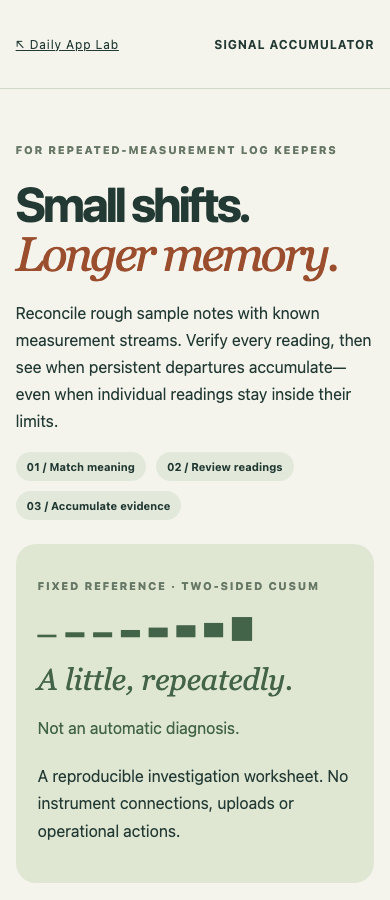 ↖ Daily App Lab
SIGNAL ACCUMULATOR
FOR REPEATED-MEASUREMENT LOG KEEPERS
Small shifts.
Longer memory.
Reconcile rough sample notes with known
measurement streams. Verify every reading, then
see when persistent departures accumulate—
even when individual readings stay inside their
limits.
01 / Match meaning
02 / Review readings
03 / Accumulate evidence
FIXED REFERENCE · TWO-SIDED CUSUM
A little, repeatedly.
Not an automatic diagnosis.
A reproducible investigation worksheet. No
instrument connections, uploads or
operational actions.